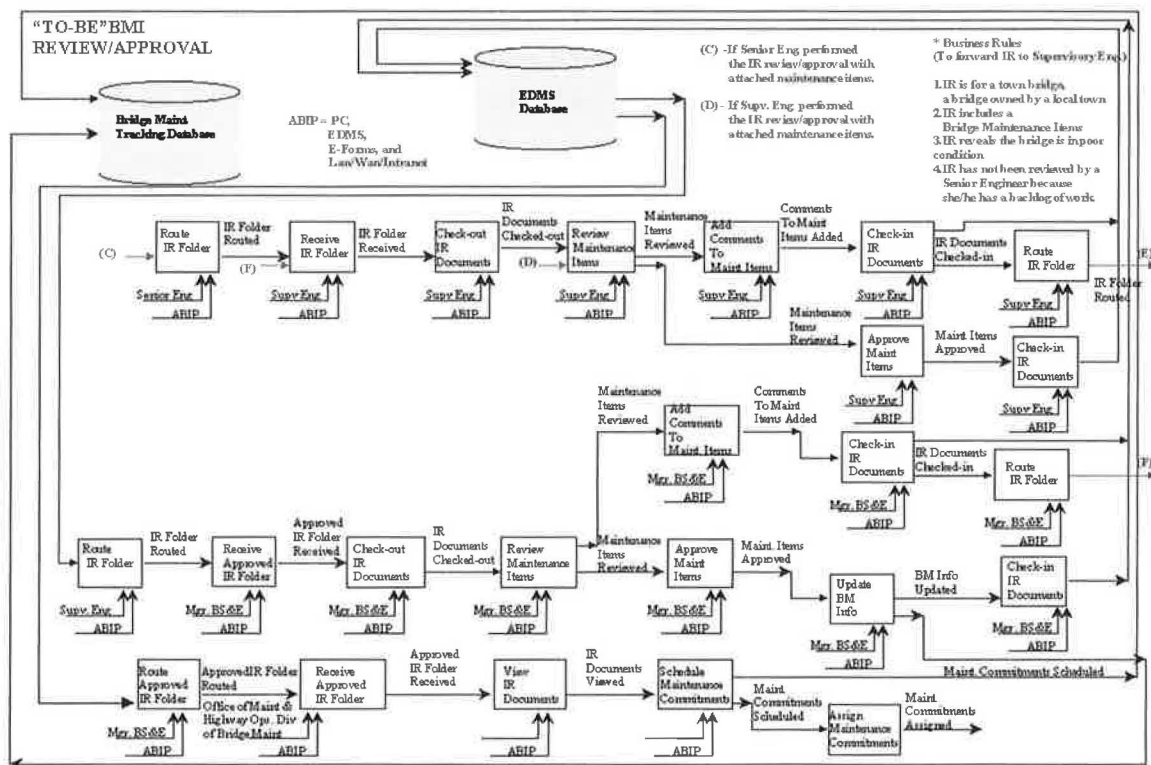 “TO-BE”BMI
REVIEW/APPROVAL
Bridge Maint
Tracking Database
ABIP = PC,
EDMS,
E-Forms, and
Lan/Wan/Intranet
EDMS
Database
(C) -If Senior Eng performed
the IR review/approval with
attached maintenance items.
(D) - If Supv. Eng performed
the IR review/approval with
attached maintenance items.
* Business Rules
(To forward IR to Supervisory Eng.)
1.IR is for a town bridge,
a bridge owned by a local town
2. IR includes a
Bridge Maintenance Items
3.IR reveals the bridge is in poor
condition
4.IR has not been reviewed by a
Senior Engineer because
she/he has a backlog of work
(C)
Route
IR Folder
Senior Eng
ABIP
IR Folder
Routed
(F)
Receive
IR Folder
Supv Eng
ABIP
IR Folder
Received
Check-out
IR
Documents
Supv Eng
ABIP
IR
Documents
Checked-out
(D)
Review
Maintenance
Items
Supv Eng
ABIP
Maintenance
Items
Reviewed
Add
Comments
To
Maint Items
Supv Eng
ABIP
Comments
To Maint
Items Added
Check-in
IR
Documents
Supv Eng
ABIP
IR Documents
Checked-in
Route
IR Folder
Supv Eng
ABIP
(E)
IR Folder
Routed
Maintenance
Items
Reviewed
Approve
Maint
Items
Supv Eng
ABIP
Maint Items
Approved
Check-in
IR
Documents
Supv Eng
ABIP
Maintenance
Items
Reviewed
Add
Comments
To
Maint. Items
Mgr. BS&E
ABIP
Comments
To Maint
Items Added
Check-in
IR
Documents
Mgr. BS&E
ABIP
IR Documents
Checked-in
Route
IR Folder
Mgr. BS&E
ABIP
(F)
Route
IR Folder
Supv. Eng
ABIP
IR Folder
Routed
Receive
Approved
IR Folder
Mgr. BS&E
ABIP
Approved
IR Folder
Received
Check-out
IR
Documents
Mgr. BS&E
ABIP
IR
Documents
Checked-out
Review
Maintenance
Items
Mgr. BS&E
ABIP
Maintenance
Items
Reviewed
Approve
Maint
Items
Mgr. BS&E
ABIP
Maint. Items
Approved
Update
BM
Info
Mgr. BS&E
ABIP
BM Info
Updated
Check-in
IR
Documents
Mgr. BS&E
ABIP
Maint. Commitments Scheduled
Route
Approved
IR Folder
Mgr. BS&E
ABIP
Approved IR Folder
Routed
Office of Maint &
Highway Ops. Div
of Bridge Maint
Receive
Approved
IR Folder
ABIP
Approved
IR Folder
Received
View
IR
Documents
ABIP
IR
Documents
Viewed
Schedule
Maintenance
Commitments
ABIP
Maint
Commitments
Scheduled
Assign
Maintenance
Commitments
Maint.
Commitments
Assigned